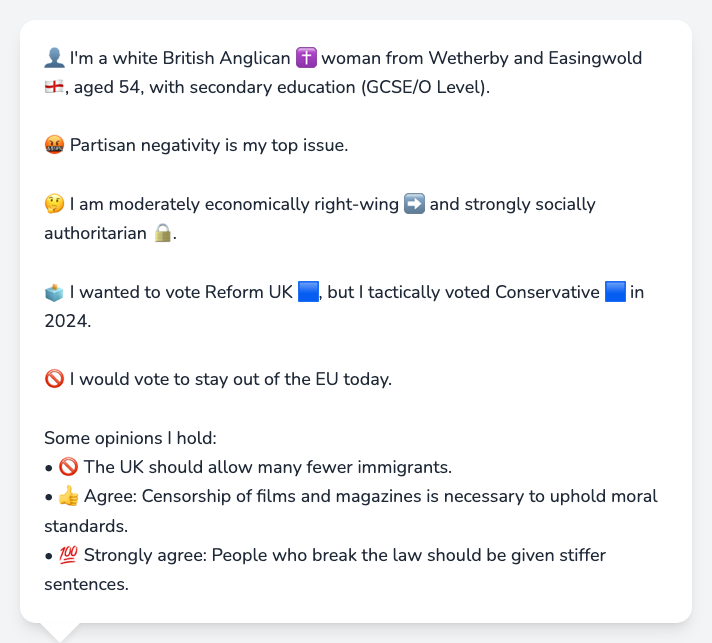 👤 I'm a white British Anglican ✝️ woman from Wetherby and Easingwold
🏴󠁧󠁢󠁥󠁮󠁧󠁿, aged 54, with secondary education (GCSE/O Level).
🤬 Partisan negativity is my top issue.
🤔 I am moderately economically right-wing ➡️ and strongly socially
authoritarian 🔒.
🗳️ I wanted to vote Reform UK 🟦, but I tactically voted Conservative 🟦 in
2024.
🚫 I would vote to stay out of the EU today.
Some opinions I hold:
• 🚫 The UK should allow many fewer immigrants.
• 👍 Agree: Censorship of films and magazines is necessary to uphold moral
standards.
• 💯 Strongly agree: People who break the law should be given stiffer
sentences.